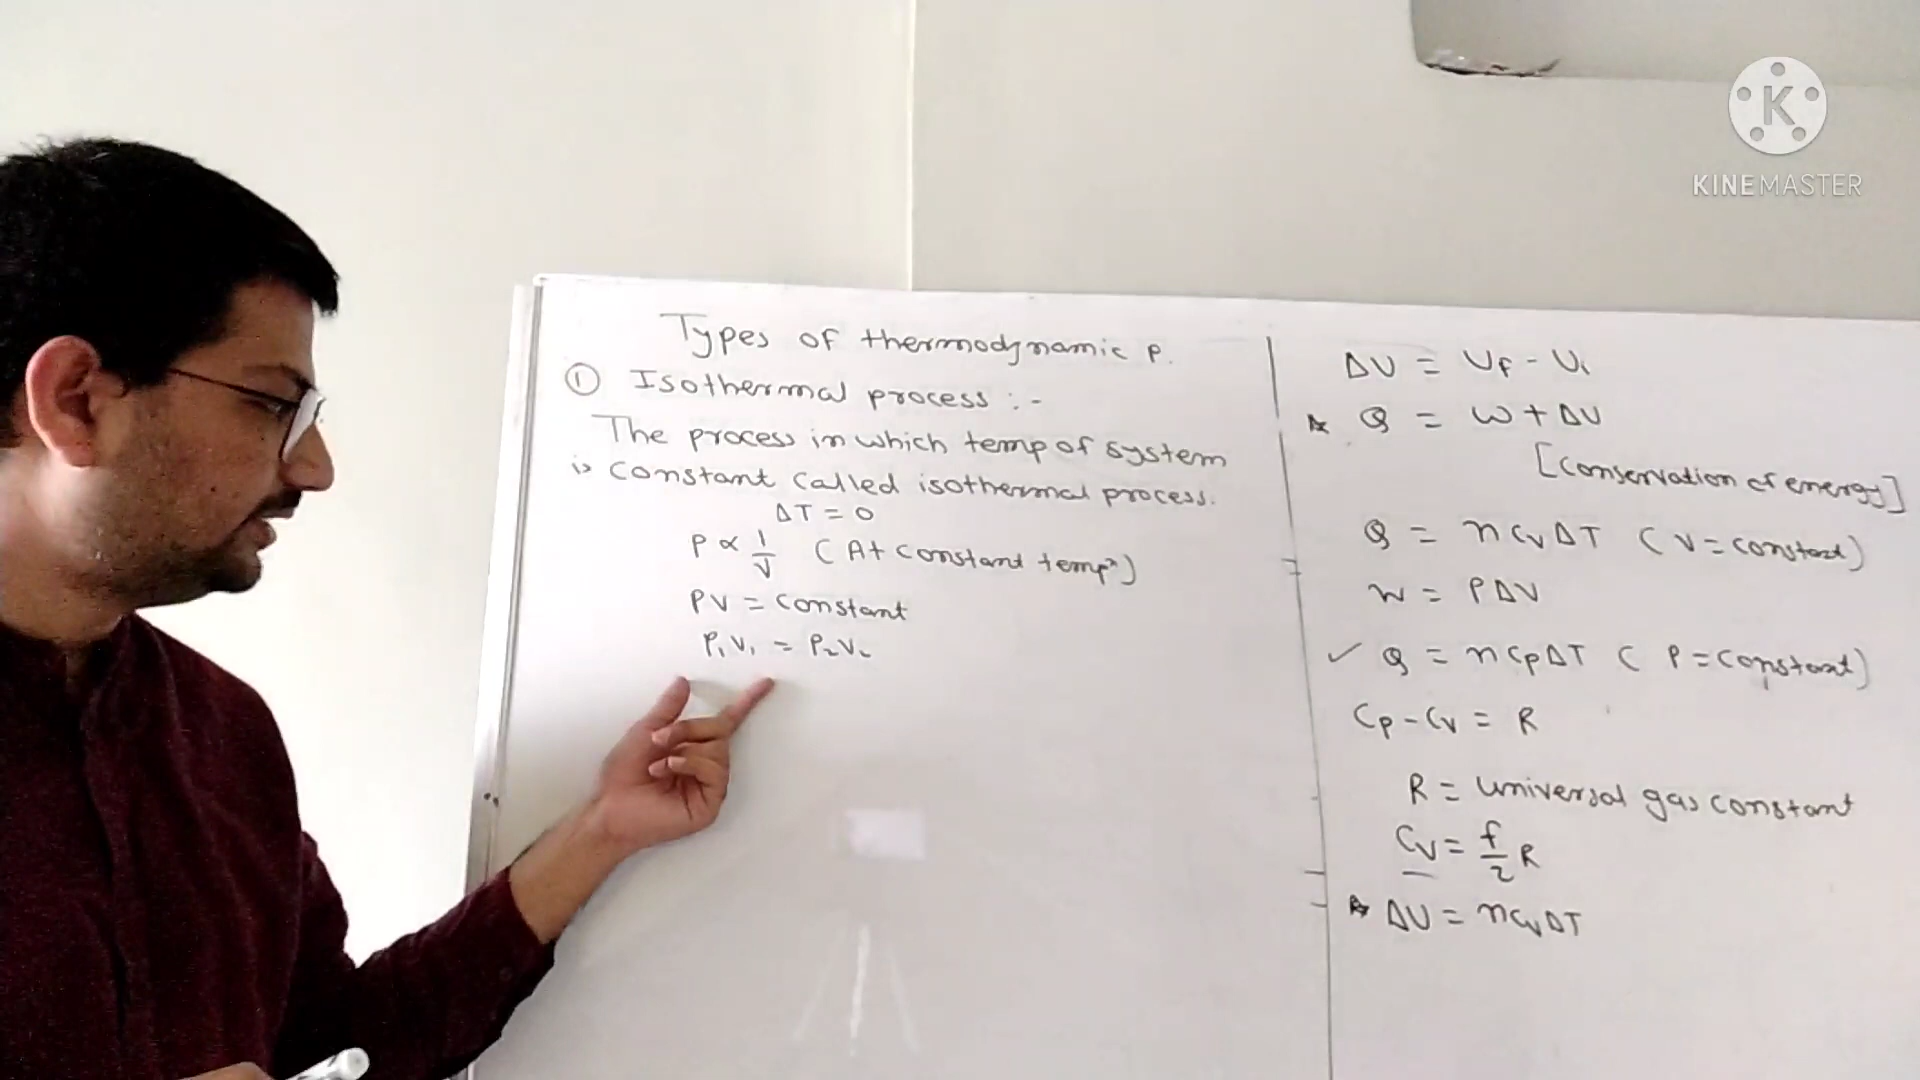 Types of thermodynamic P.
① Isothermal process :-
The process in which temp of system
is constant called isothermal process.
ΔT = 0
P ∝ 1/V (At constant tempⁿ)
PV = constant
P₁V₁ = P₂V₂
ΔU = Uf - Ui
☆ Q = W + ΔU
[Conservation of energy]
Q = nCvΔT (V = constant)
W = PΔV
✓ Q = nCpΔT (P = constant)
Cp - Cv = R
R = universal gas constant
Cv = f/2 R
☆ ΔU = nCvΔT
K
KINEMASTER